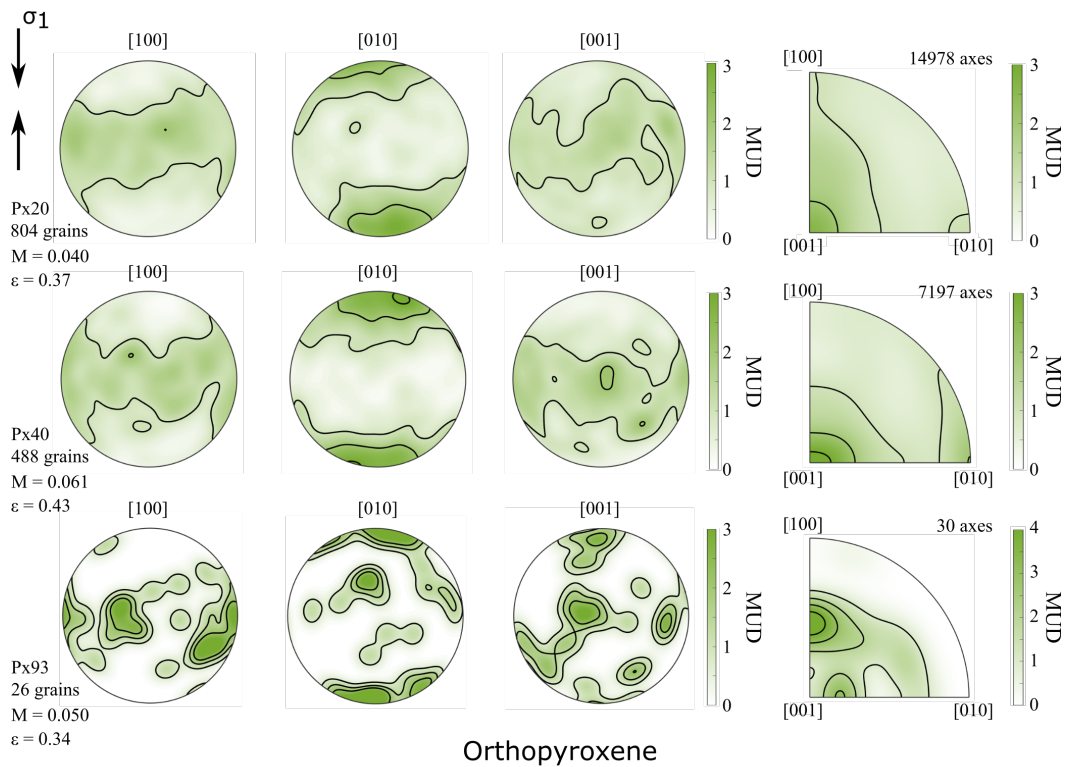 σ1
[100] [010] [001]
3
2
1
0
MUD
[100] 14978 axes
[001] [010]
3
2
1
0
MUD
Px20
804 grains
M = 0.040
ε = 0.37
[100] [010] [001]
3
2
1
0
MUD
[100] 7197 axes
[001] [010]
3
2
1
0
MUD
Px40
488 grains
M = 0.061
ε = 0.43
[100] [010] [001]
3
2
1
0
MUD
[100] 30 axes
[001] [010]
4
3
2
1
0
MUD
Px93
26 grains
M = 0.050
ε = 0.34
Orthopyroxene